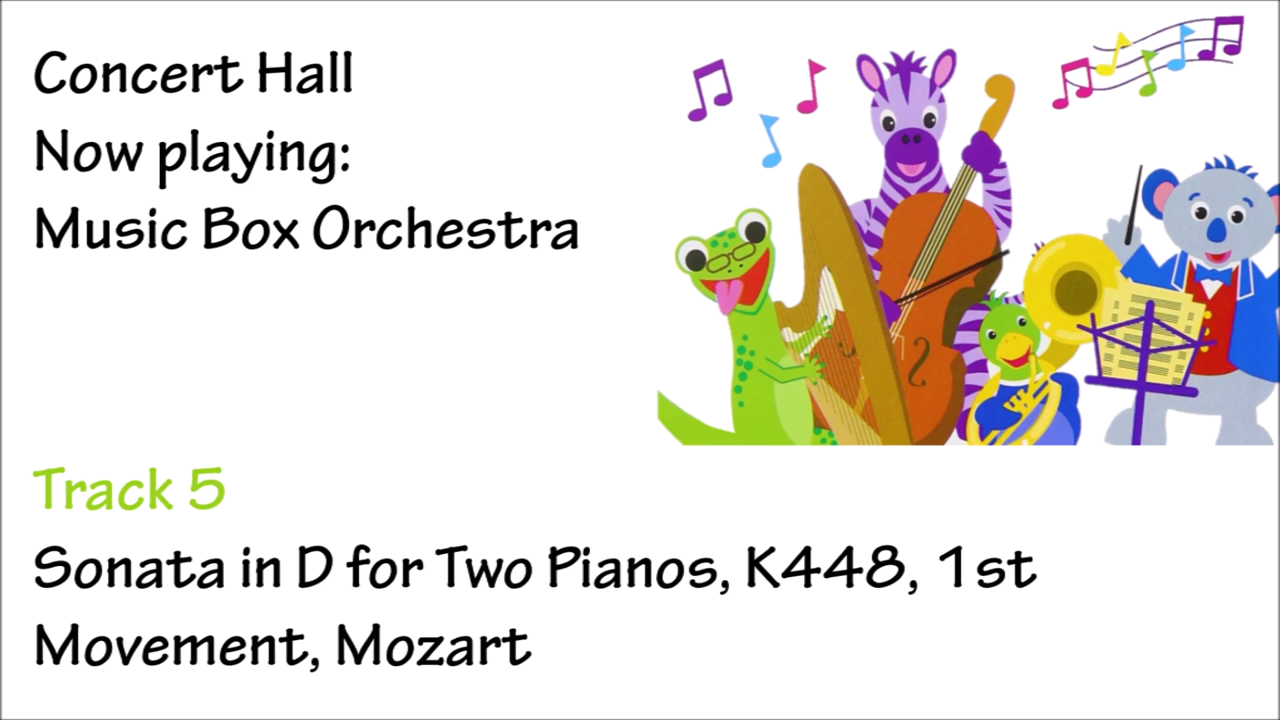 Concert Hall
Now playing:
Music Box Orchestra
Track 5
Sonata in D for Two Pianos, K448, 1st
Movement, Mozart